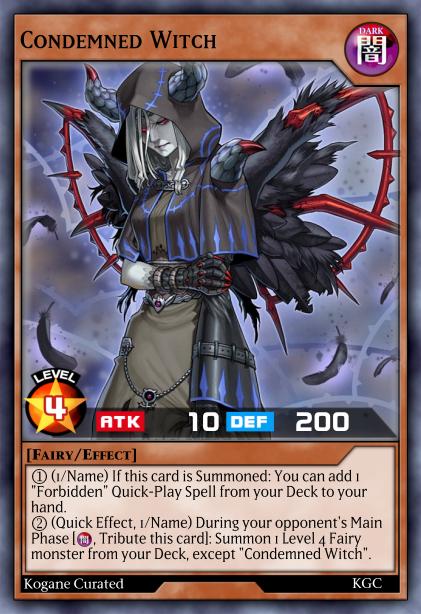 Condemned Witch
DARK
闇
LEVEL
4
ATK 10 DEF 200
[Fairy/Effect]
① (1/Name) If this card is Summoned: You can add 1
"Forbidden" Quick-Play Spell from your Deck to your
hand.
② (Quick Effect, 1/Name) During your opponent's Main
Phase [闇, Tribute this card]: Summon 1 Level 4 Fairy
monster from your Deck, except "Condemned Witch".
Kogane Curated KGC